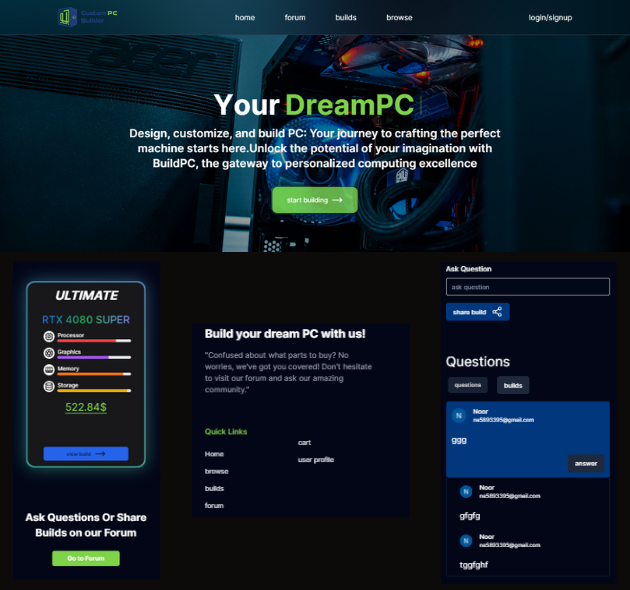 Custom PC
Builder
home forum builds browse login/signup
Your DreamPC
Design, customize, and build PC: Your journey to crafting the perfect
machine starts here.Unlock the potential of your imagination with
BuildPC, the gateway to personalized computing excellence
start building
ULTIMATE
RTX 4080 SUPER
Processor
Graphics
Memory
Storage
522.84$
view build
Ask Questions Or Share
Builds on our Forum
Go to Forum
Build your dream PC with us!
"Confused about what parts to buy? No
worries, we've got you covered! Don't hesitate
to visit our forum and ask our amazing
community."
Quick Links
Home
browse
builds
forum
cart
user profile
Ask Question
ask question
share build
Questions
questions builds
N
Noor
ne5893395@gmail.com
ggg
answer
N
Noor
ne5893395@gmail.com
gfgfg
N
Noor
ne5893395@gmail.com
tggfghf